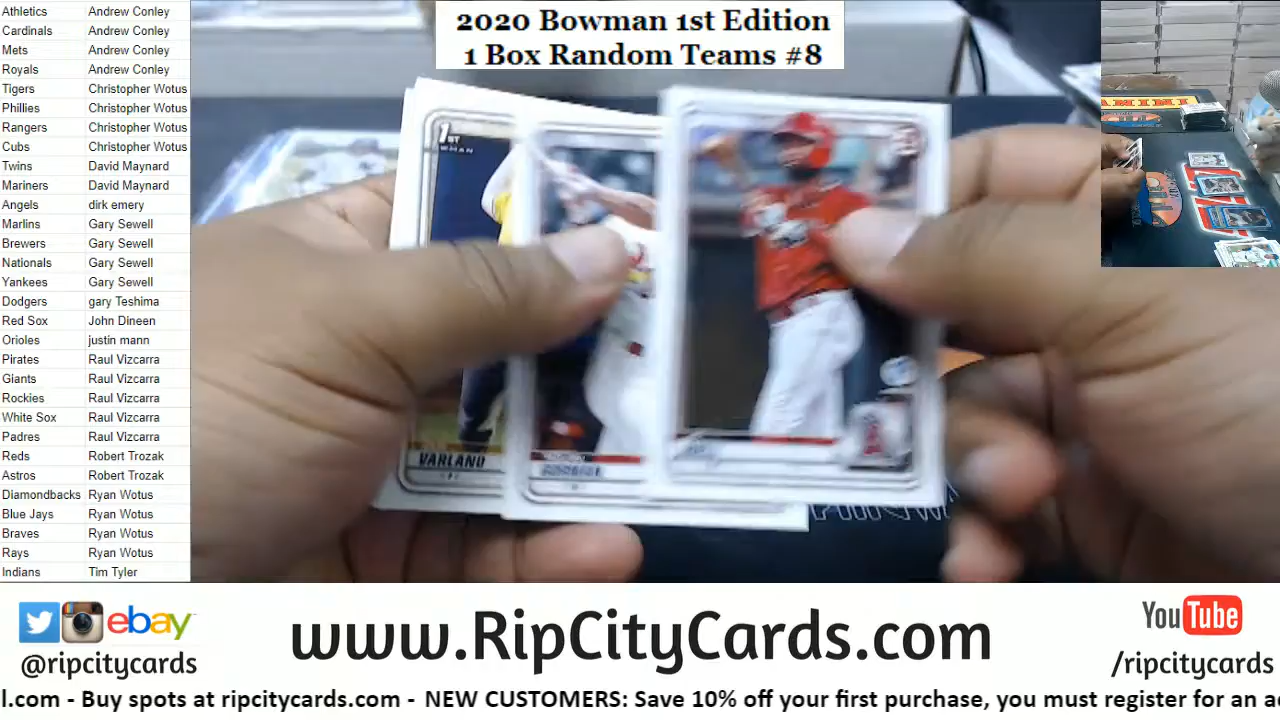 2020 Bowman 1st Edition
1 Box Random Teams #8
Athletics Andrew Conley
Cardinals Andrew Conley
Mets Andrew Conley
Royals Andrew Conley
Tigers Christopher Wotus
Phillies Christopher Wotus
Rangers Christopher Wotus
Cubs Christopher Wotus
Twins David Maynard
Mariners David Maynard
Angels dirk emery
Marlins Gary Sewell
Brewers Gary Sewell
Nationals Gary Sewell
Yankees Gary Sewell
Dodgers gary Teshima
Red Sox John Dineen
Orioles justin mann
Pirates Raul Vizcarra
Giants Raul Vizcarra
Rockies Raul Vizcarra
White Sox Raul Vizcarra
Padres Raul Vizcarra
Reds Robert Trozak
Astros Robert Trozak
Diamondbacks Ryan Wotus
Blue Jays Ryan Wotus
Braves Ryan Wotus
Rays Ryan Wotus
Indians Tim Tyler
1ST
VARLAND
PANINI
ebay
@ripcitycards
www.RipCityCards.com
YouTube
/ripcitycards
l.com - Buy spots at ripcitycards.com - NEW CUSTOMERS: Save 10% off your first purchase, you must register for an a